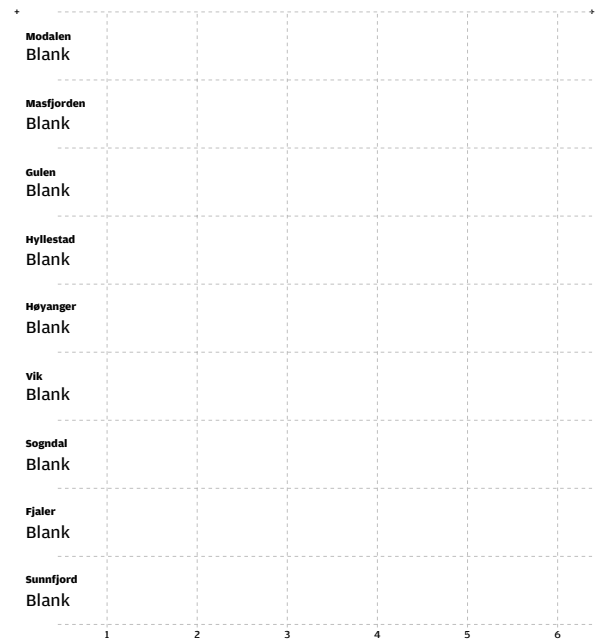 Modalen
Blank
Masfjorden
Blank
Gulen
Blank
Hyllestad
Blank
Høyanger
Blank
Vik
Blank
Sogndal
Blank
Fjaler
Blank
Sunnfjord
Blank
1 2 3 4 5 6